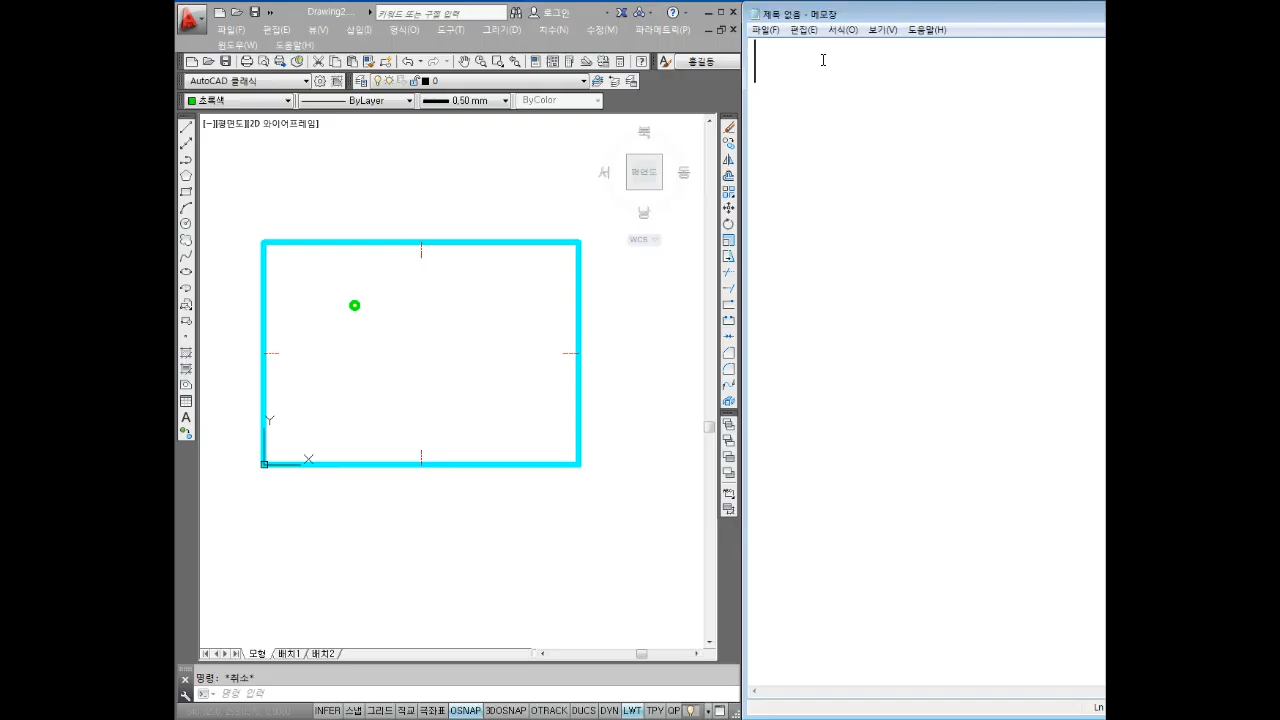 Drawing2... 키워드 또는 구절 입력 로그인
파일(F) 편집(E) 뷰(V) 삽입(I) 형식(O) 도구(T) 그리기(D) 치수(N) 수정(M) 파라메트릭(P)
윈도우(W) 도움말(H)
홍길동
AutoCAD 클래식 0
초록색 ByLayer 0.50 mm ByColor
[-][평면도][2D 와이어프레임]
북
서 평면도 동
남
WCS
Y
X
모형 배치1 배치2
명령: *취소*
명령 입력
INFER 스냅 그리드 직교 극좌표 OSNAP 3DOSNAP OTRACK DUCS DYN LWT TPV QP
제목 없음 - 메모장
파일(F) 편집(E) 서식(O) 보기(V) 도움말(H)
Ln